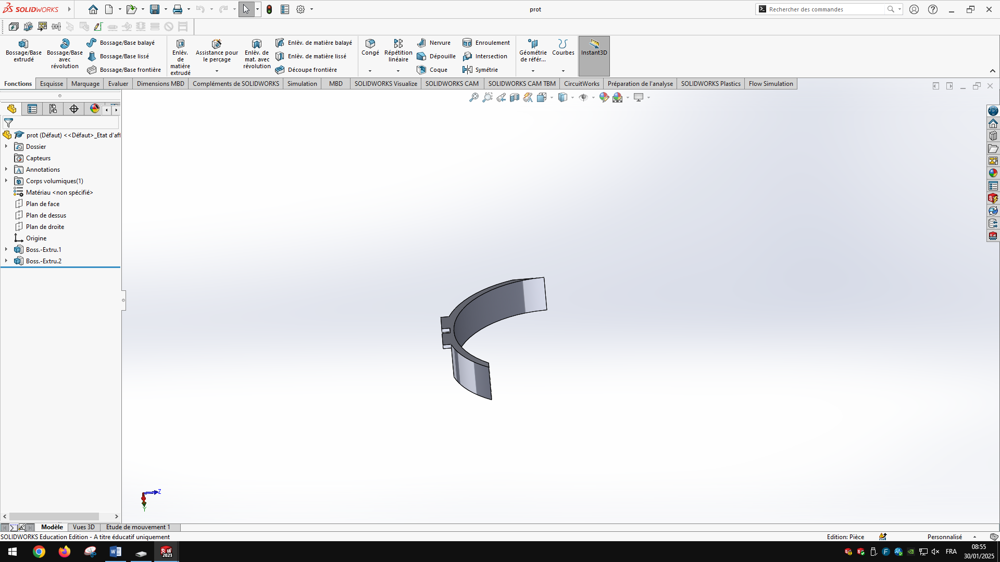 SOLIDWORKS
prot
Rechercher des commandes
Bossage/Base extrudé
Bossage/Base avec révolution
Bossage/Base balayé
Bossage/Base lissé
Bossage/Base frontière
Enlèv. de matière extrudé
Assistance pour le perçage
Enlèv. de mat. avec révolution
Enlèv. de matière balayé
Enlèv. de matière lissé
Découpe frontière
Congé
Répétition linéaire
Nervure
Dépouille
Coque
Enroulement
Intersection
Symétrie
Géométrie de référ...
Courbes
Instant3D
Fonctions
Esquisse
Marquage
Evaluer
Dimensions MBD
Compléments de SOLIDWORKS
Simulation
MBD
SOLIDWORKS Visualize
SOLIDWORKS CAM
SOLIDWORKS CAM TBM
CircuitWorks
Préparation de l'analyse
SOLIDWORKS Plastics
Flow Simulation
prot (Défaut) <<Défaut>_Etat d'aff
Dossier
Capteurs
Annotations
Corps volumiques(1)
Matériau <non spécifié>
Plan de face
Plan de dessus
Plan de droite
Origine
Boss.-Extru.1
Boss.-Extru.2
Z
Y
Modèle
Vues 3D
Etude de mouvement 1
SOLIDWORKS Education Edition - A titre éducatif uniquement
Edition: Pièce
Personnalisé
SW 2023
FRA
08:55
30/01/2025